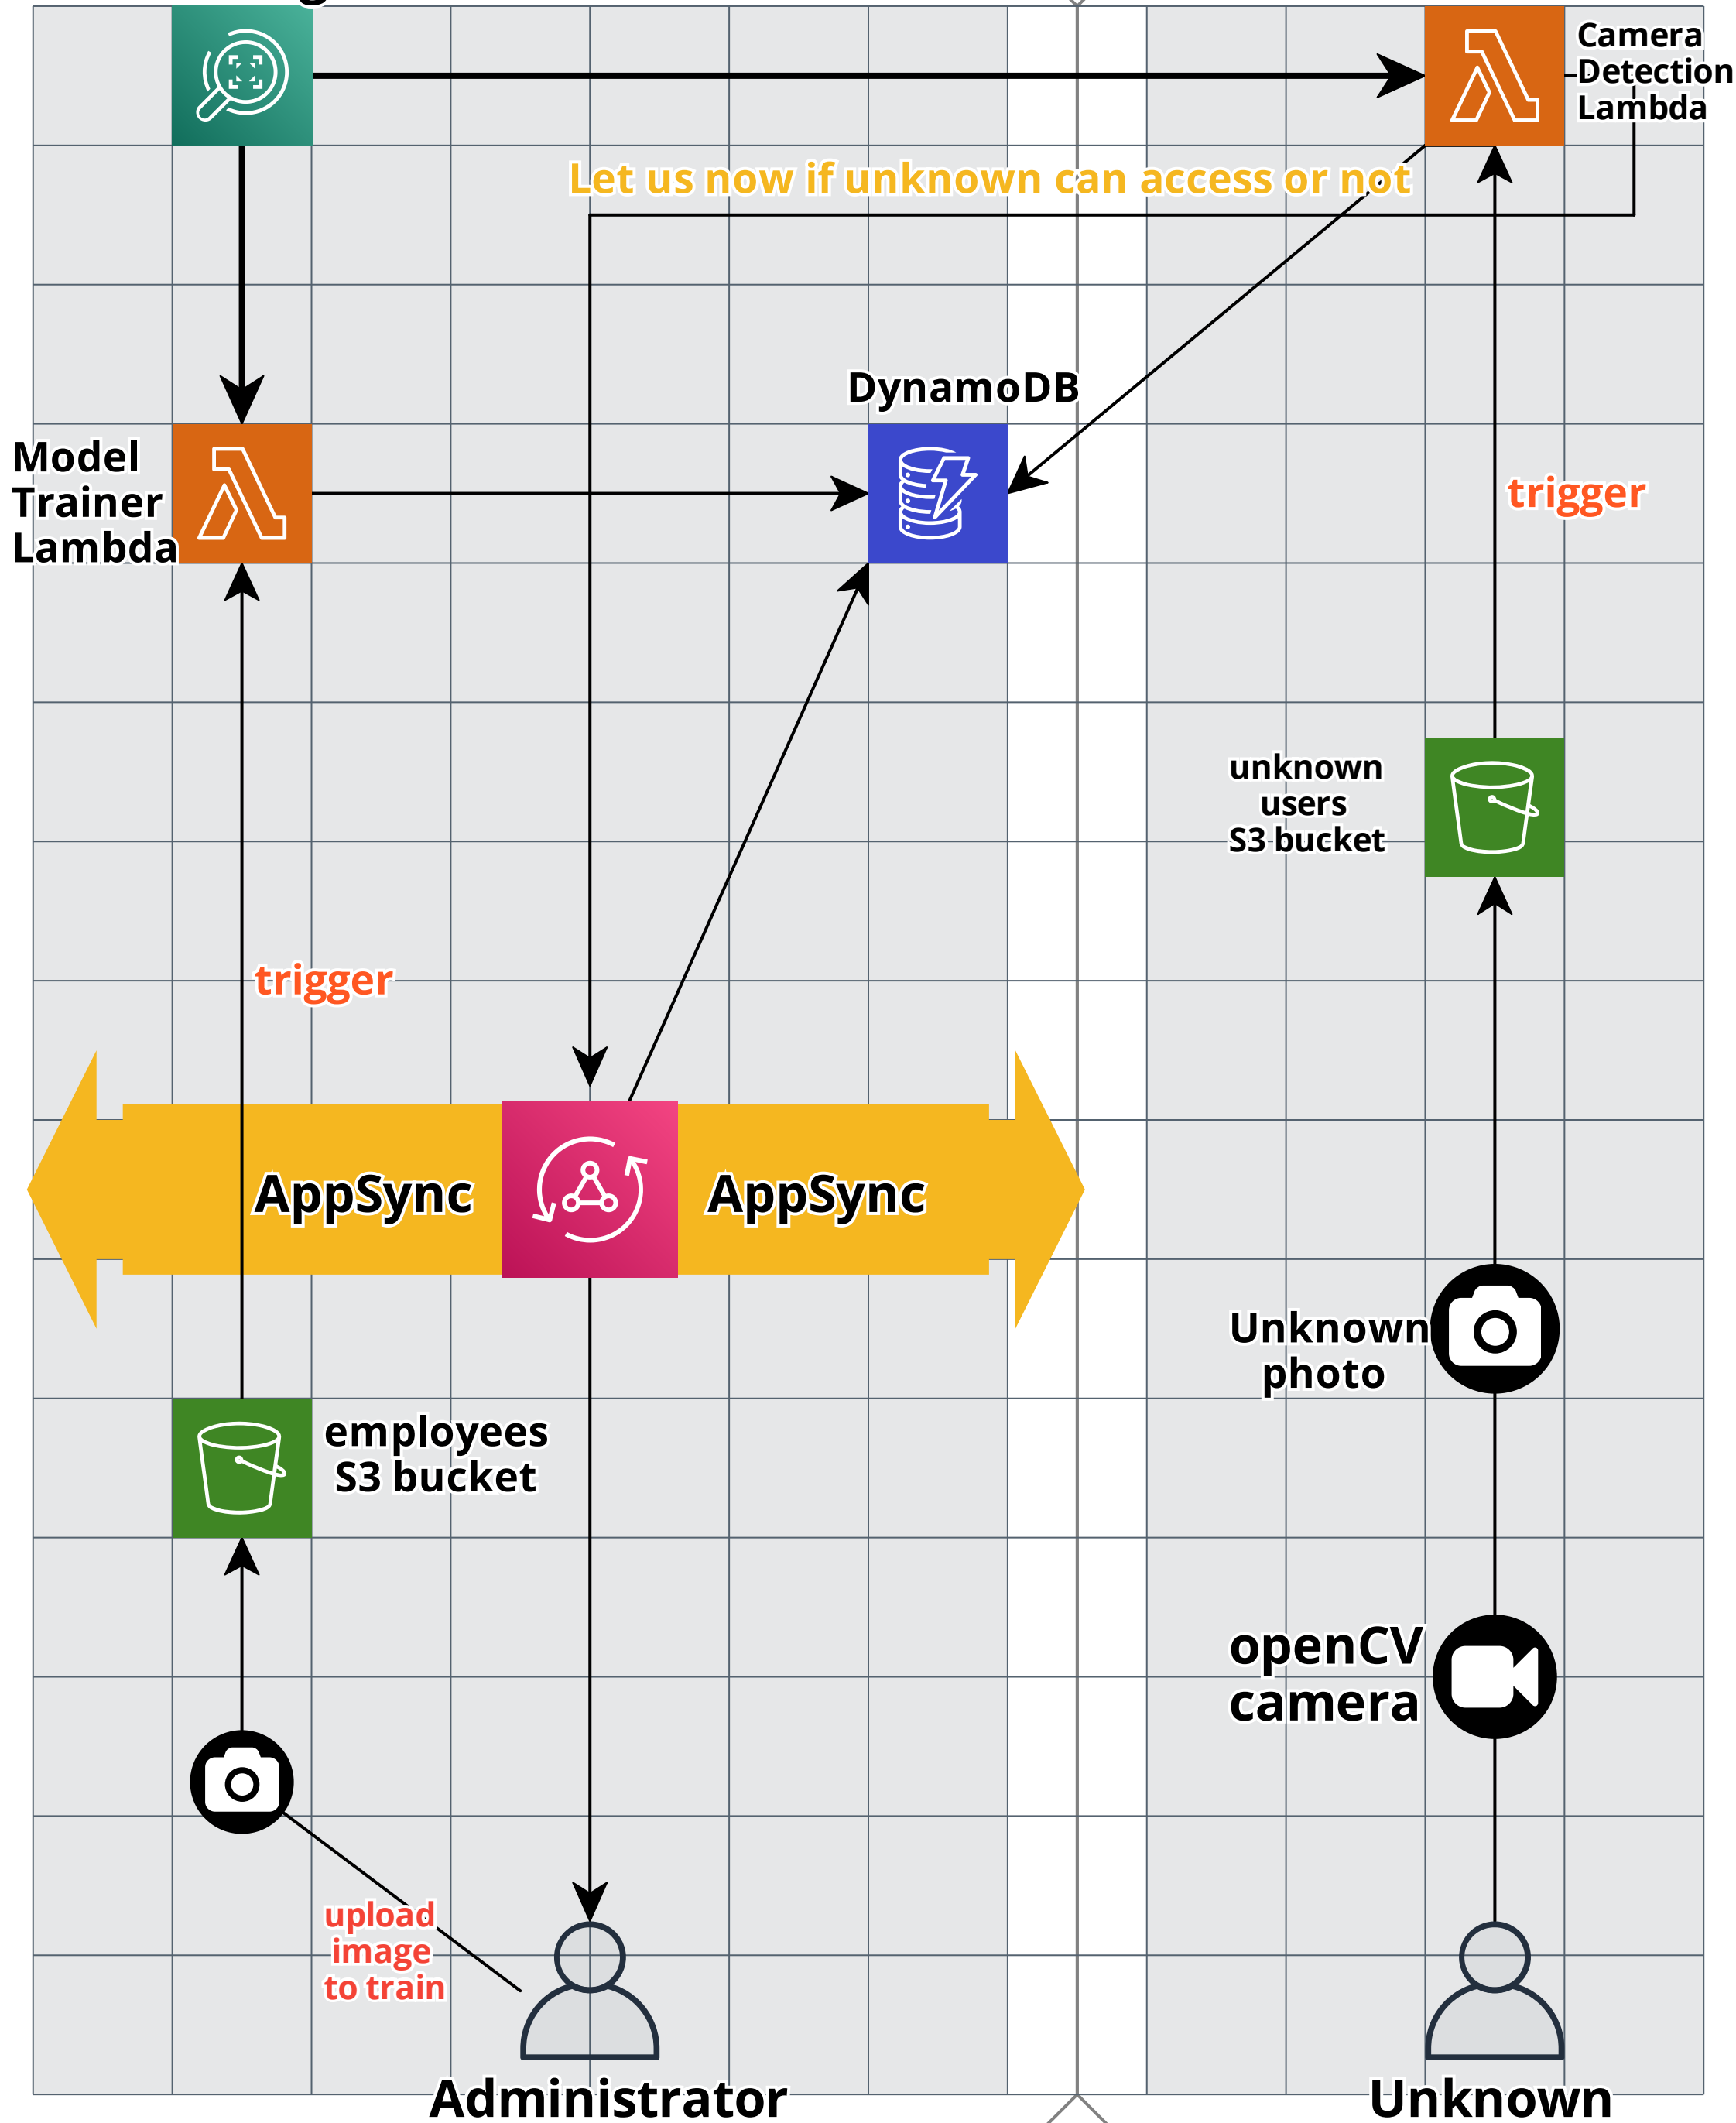 Camera
Detection
Lambda
Let us now if unknown can access or not
DynamoDB
Model
Trainer
Lambda
trigger
unknown
users
S3 bucket
trigger
AppSync
AppSync
Unknown
photo
employees
S3 bucket
openCV
camera
upload
image
to train
Administrator
Unknown